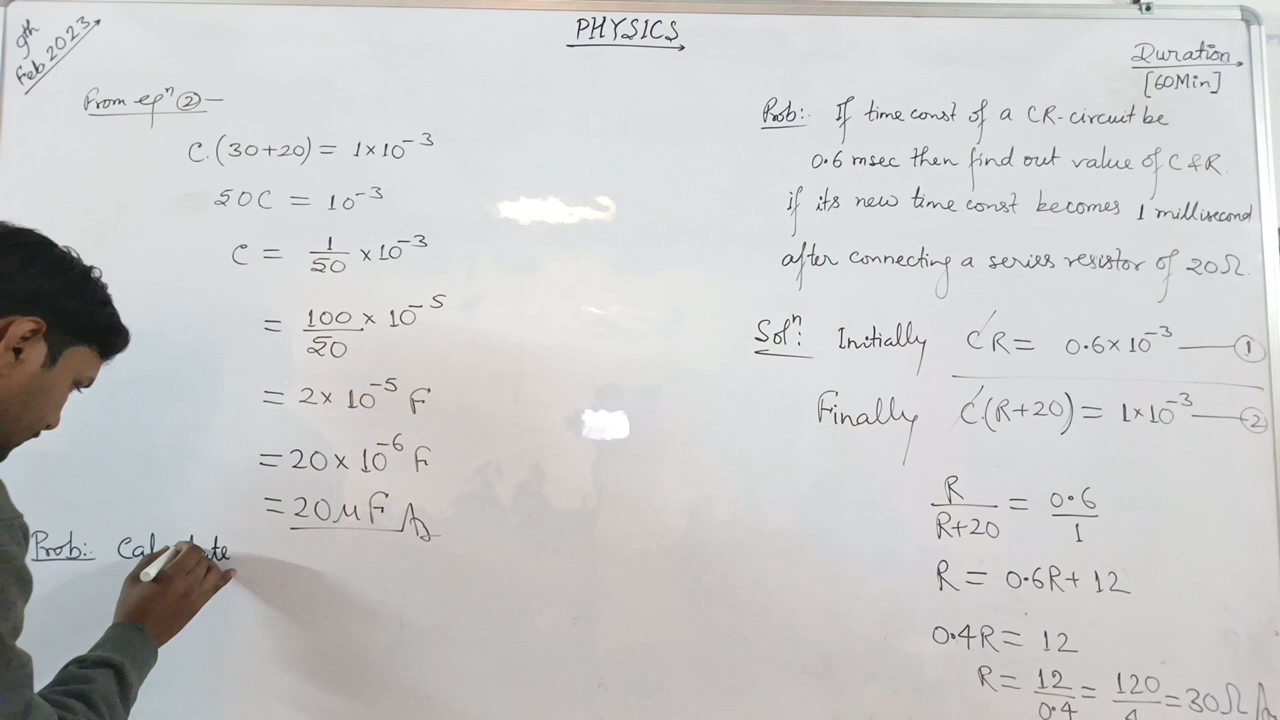 9th
Feb 2023
PHYSICS
Duration
[60Min]
From eqⁿ ② –
C.(30+20) = 1×10⁻³
50C = 10⁻³
C = 1/50 × 10⁻³
= 100/50 × 10⁻⁵
= 2×10⁻⁵ F
= 20×10⁻⁶ F
= 20μF A
Prob:
Prob:. If time const of a CR-circuit be
0.6 msec then find out value of C & R.
if its new time const becomes 1 millisecond
after connecting a series resistor of 20Ω.
Solⁿ: Initially CR = 0.6×10⁻³ — ①
Finally C.(R+20) = 1×10⁻³ — ②
R/R+20 = 0.6/1
R = 0.6R + 12
0.4R = 12
R = 12/0.4 = 120/4 = 30Ω A